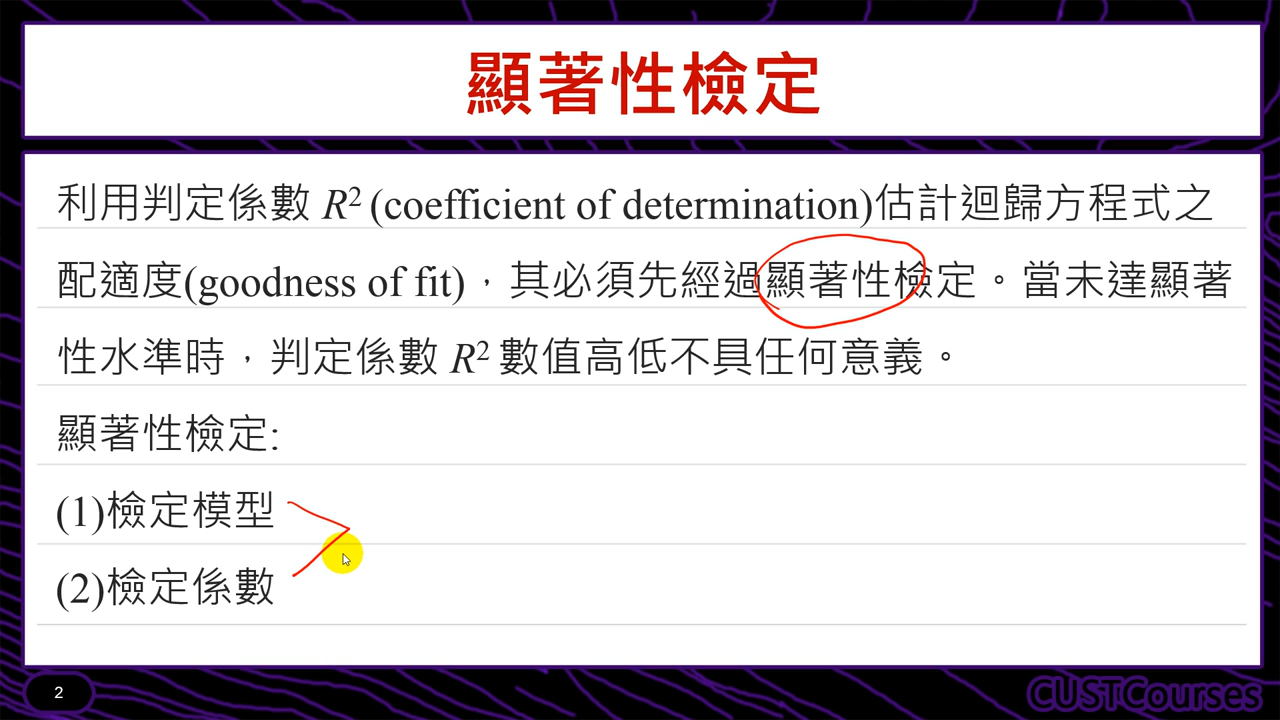 顯著性檢定
利用判定係數 R² (coefficient of determination)估計迴歸方程式之
配適度(goodness of fit)，其必須先經過顯著性檢定。當未達顯著
性水準時，判定係數 R² 數值高低不具任何意義。
顯著性檢定:
(1)檢定模型
(2)檢定係數
2
CUSTCourses